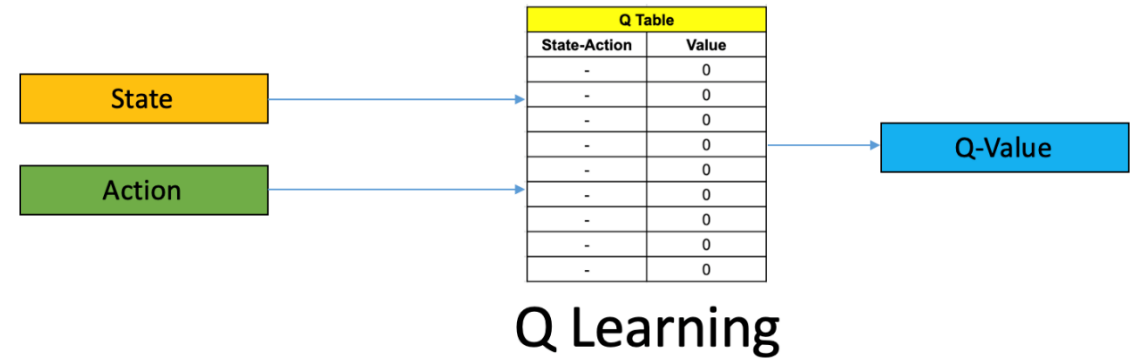 Q Table
State-Action Value
- 0
- 0
- 0
- 0
- 0
- 0
- 0
- 0
- 0
State
Action
Q-Value
Q Learning